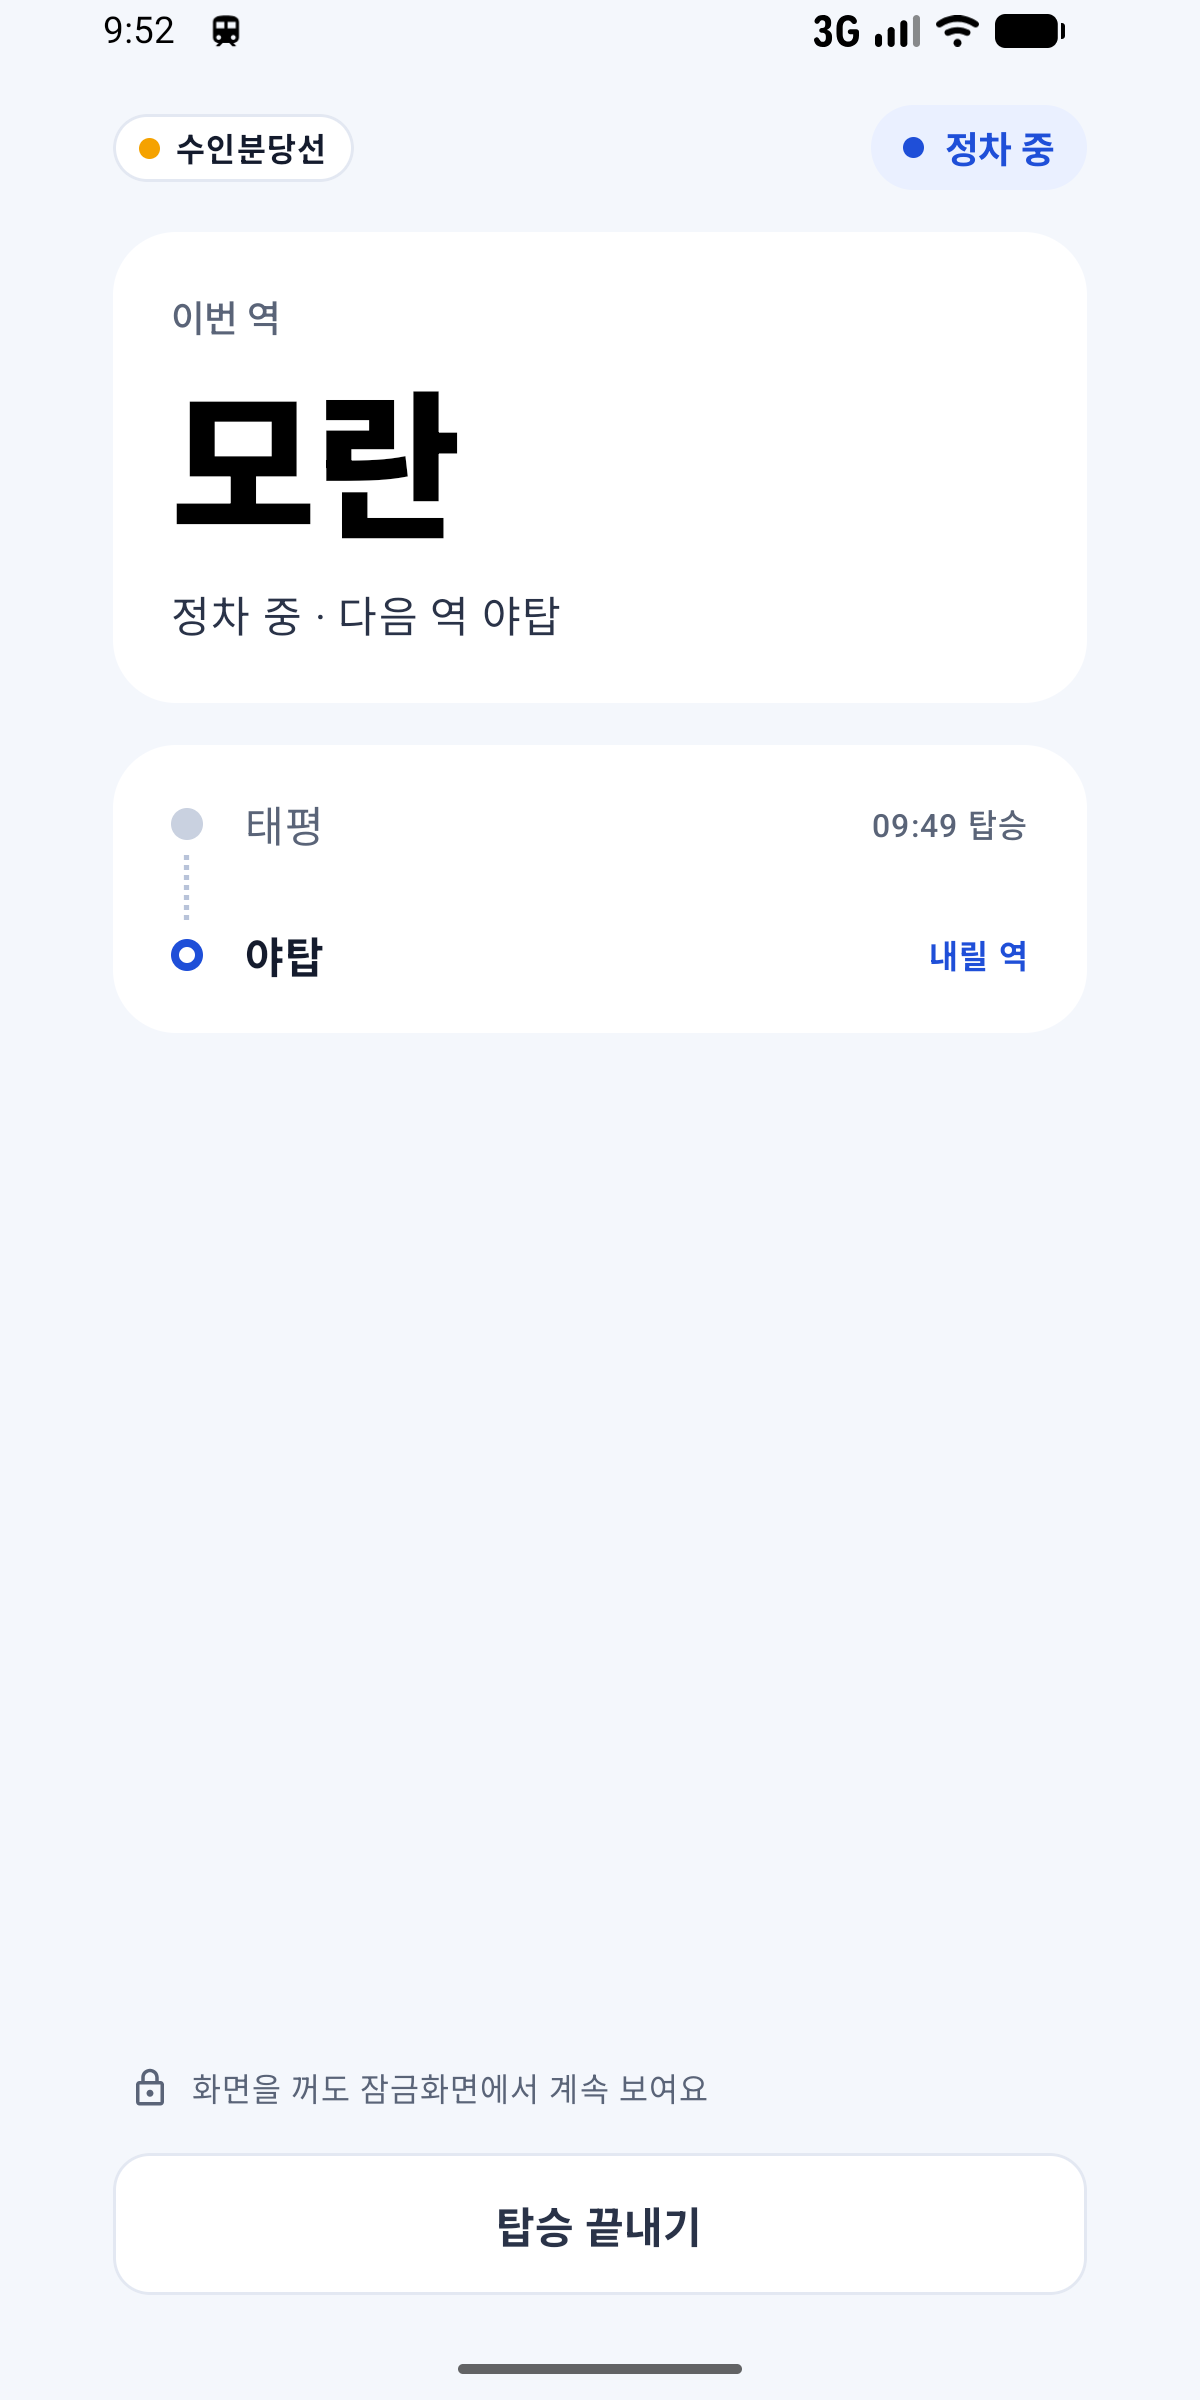 9:52
3G
수인분당선
정차 중
이번 역
모란
정차 중 · 다음 역 야탑
태평
09:49 탑승
야탑
내릴 역
화면을 꺼도 잠금화면에서 계속 보여요
탑승 끝내기